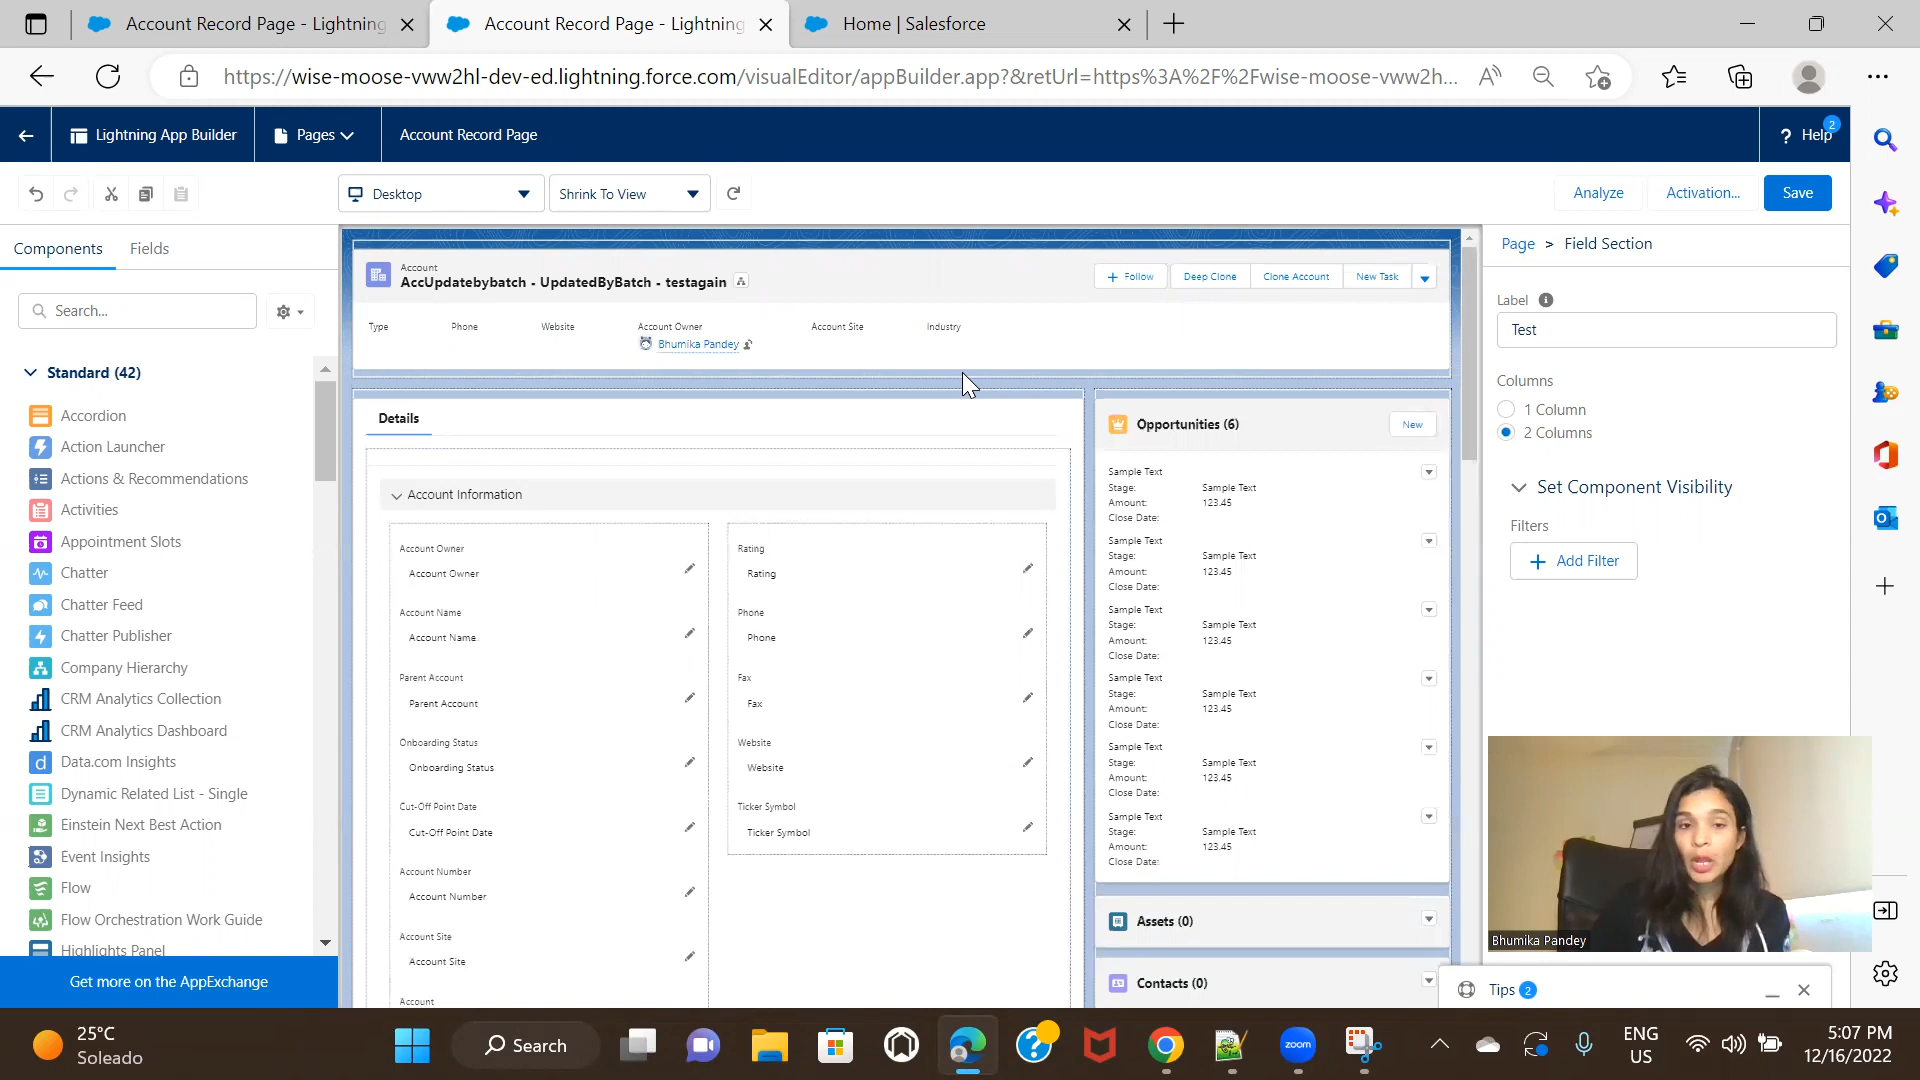 Account Record Page - Lightning
Account Record Page - Lightning
Home | Salesforce
https://wise-moose-vww2hl-dev-ed.lightning.force.com/visualEditor/appBuilder.app?&retUrl=https%3A%2F%2Fwise-moose-vww2h...
Lightning App Builder
Pages
Account Record Page
? Help
2
Desktop
Shrink To View
Analyze
Activation...
Save
Components
Fields
Search...
Standard (42)
Accordion
Action Launcher
Actions & Recommendations
Activities
Appointment Slots
Chatter
Chatter Feed
Chatter Publisher
Company Hierarchy
CRM Analytics Collection
CRM Analytics Dashboard
Data.com Insights
Dynamic Related List - Single
Einstein Next Best Action
Event Insights
Flow
Flow Orchestration Work Guide
Highlights Panel
Get more on the AppExchange
Account
AccUpdatebybatch - UpdatedByBatch - testagain
+ Follow
Deep Clone
Clone Account
New Task
Type
Phone
Website
Account Owner
Account Site
Industry
Bhumika Pandey
Details
Account Information
Account Owner
Account Owner
Account Name
Account Name
Parent Account
Parent Account
Onboarding Status
Onboarding Status
Cut-Off Point Date
Cut-Off Point Date
Account Number
Account Number
Account Site
Account Site
Account
Rating
Rating
Phone
Phone
Fax
Fax
Website
Website
Ticker Symbol
Ticker Symbol
Opportunities (6)
New
Sample Text
Stage: Sample Text
Amount: 123.45
Close Date:
Sample Text
Stage: Sample Text
Amount: 123.45
Close Date:
Sample Text
Stage: Sample Text
Amount: 123.45
Close Date:
Sample Text
Stage: Sample Text
Amount: 123.45
Close Date:
Sample Text
Stage: Sample Text
Amount: 123.45
Close Date:
Sample Text
Stage: Sample Text
Amount: 123.45
Close Date:
Assets (0)
Contacts (0)
Page > Field Section
Label
Test
Columns
1 Column
2 Columns
Set Component Visibility
Filters
+ Add Filter
Bhumika Pandey
Tips 2
25°C
Soleado
Search
zoom
ENG
US
5:07 PM
12/16/2022